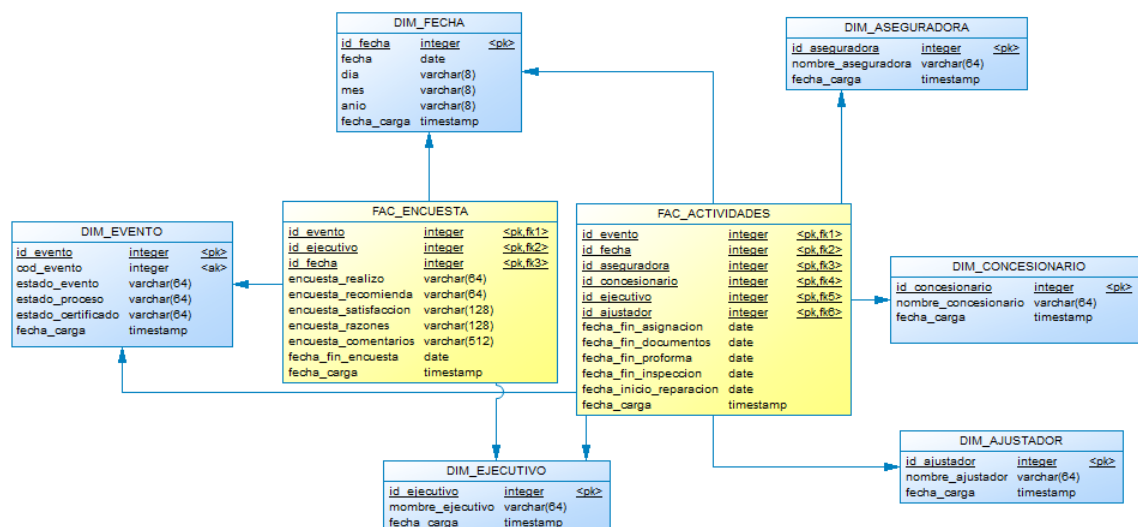 DIM_FECHA
id_fecha integer <pk>
fecha date
dia varchar(8)
mes varchar(8)
anio varchar(8)
fecha_carga timestamp
DIM_ASEGURADORA
id_aseguradora integer <pk>
nombre_aseguradora varchar(64)
fecha_carga timestamp
FAC_ENCUESTA
id_evento integer <pk,fk1>
id_ejecutivo integer <pk,fk2>
id_fecha integer <pk,fk3>
encuesta_realizo varchar(64)
encuesta_recomienda varchar(64)
encuesta_satisfaccion varchar(128)
encuesta_razones varchar(128)
encuesta_comentarios varchar(512)
fecha_fin_encuesta date
fecha_carga timestamp
FAC_ACTIVIDADES
id_evento integer <pk,fk1>
id_fecha integer <pk,fk2>
id_aseguradora integer <pk,fk3>
id_concesionario integer <pk,fk4>
id_ejecutivo integer <pk,fk5>
id_ajustador integer <pk,fk6>
fecha_fin_asignacion date
fecha_fin_documentos date
fecha_fin_proforma date
fecha_fin_inspeccion date
fecha_inicio_reparacion date
fecha_carga timestamp
DIM_EVENTO
id_evento integer <pk>
cod_evento integer <ak>
estado_evento varchar(64)
estado_proceso varchar(64)
estado_certificado varchar(64)
fecha_carga timestamp
DIM_CONCESIONARIO
id_concesionario integer <pk>
nombre_concesionario varchar(64)
fecha_carga timestamp
DIM_EJECUTIVO
id_ejecutivo integer <pk>
mombre_ejecutivo varchar(64)
fecha_carga timestamp
DIM_AJUSTADOR
id_ajustador integer <pk>
nombre_ajustador varchar(64)
fecha_carga timestamp